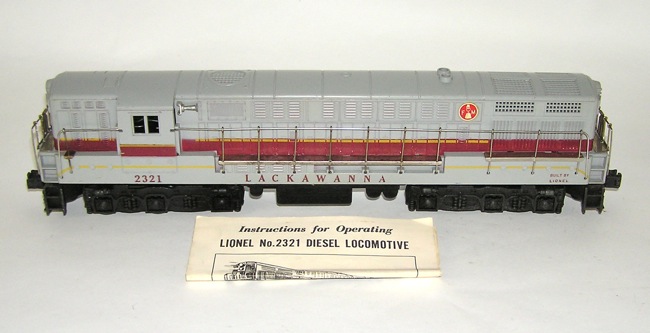 2321
LACKAWANNA
BUILT BY
LIONEL
Instructions for Operating
LIONEL No.2321 DIESEL LOCOMOTIVE